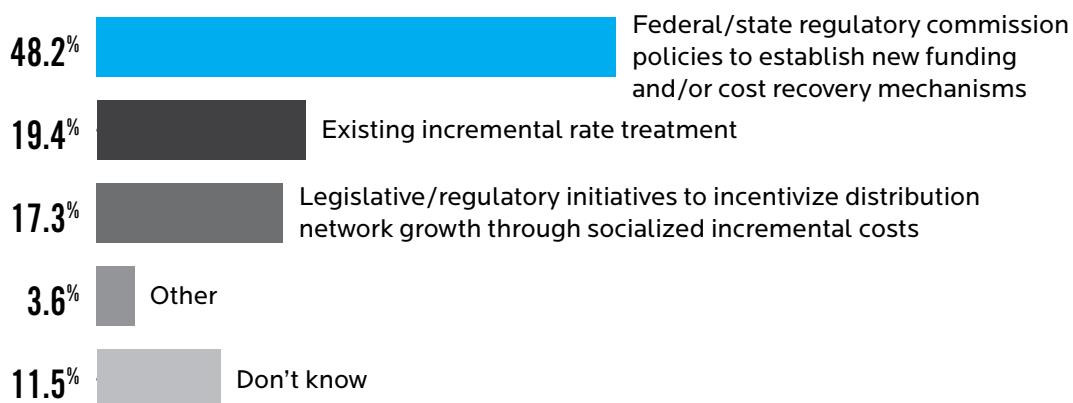 48.2%
Federal/state regulatory commission
policies to establish new funding
and/or cost recovery mechanisms
19.4%
Existing incremental rate treatment
17.3%
Legislative/regulatory initiatives to incentivize distribution
network growth through socialized incremental costs
3.6%
Other
11.5%
Don’t know